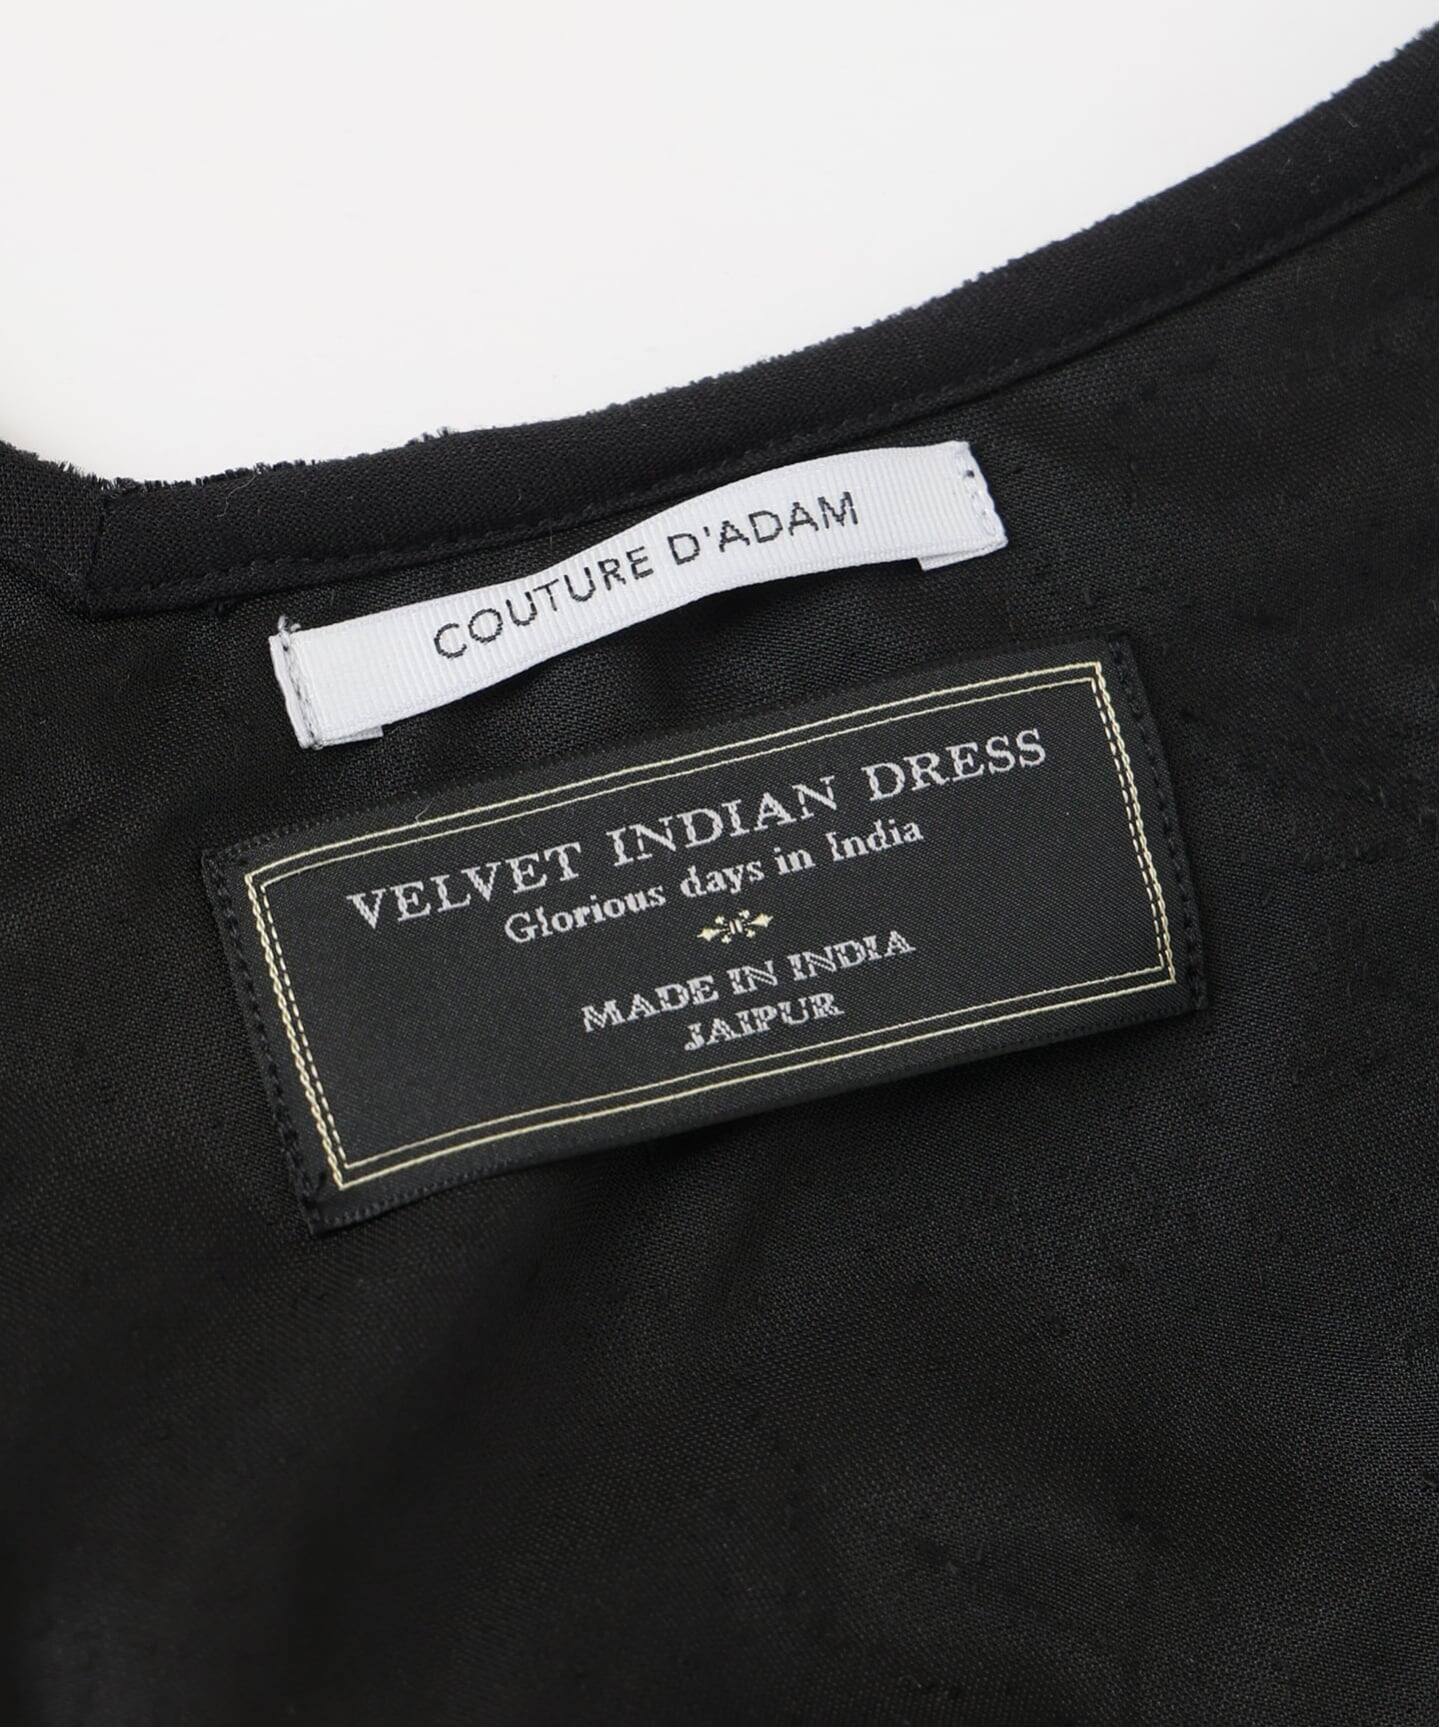 COUTURE D'ADAM
VELVET INDIAN DRESS
Glorious days in India
MADE IN INDIA
JAIPUR